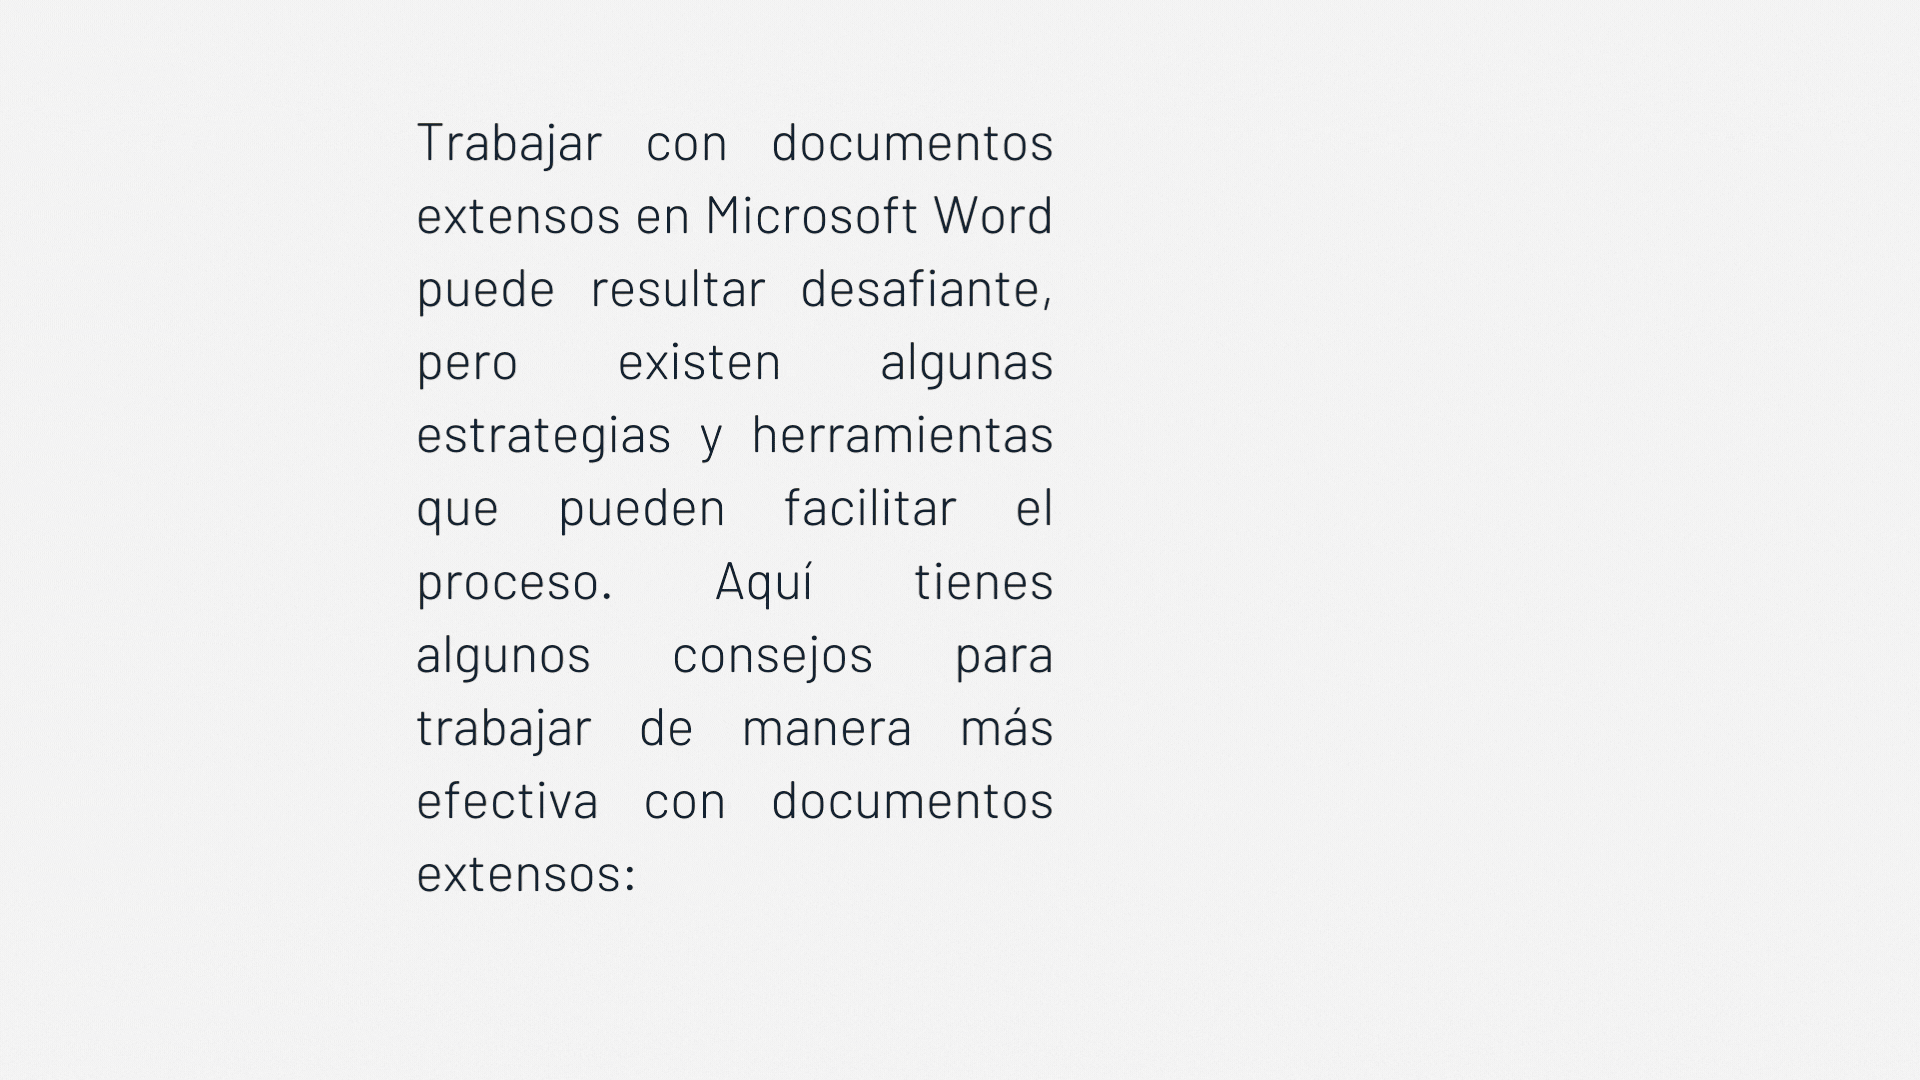 Trabajar con documentos
extensos en Microsoft Word
puede resultar desafiante,
pero existen algunas
estrategias y herramientas
que pueden facilitar el
proceso. Aquí tienes
algunos consejos para
trabajar de manera más
efectiva con documentos
extensos: